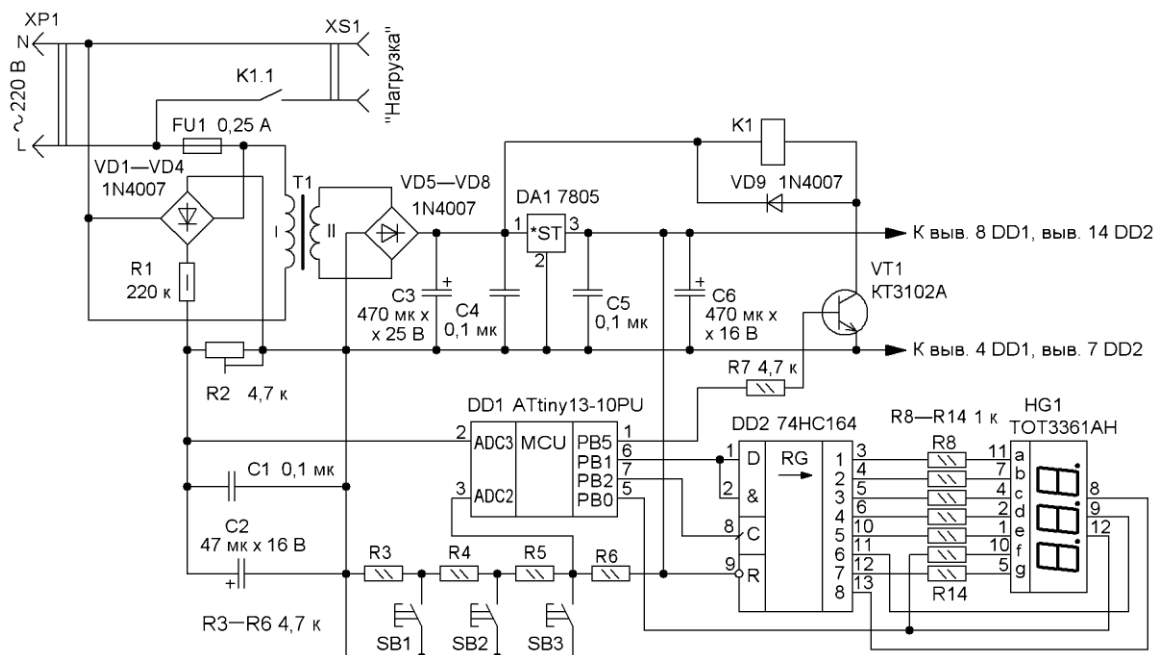 XP1
XS1
N
~220 В
L
"Нагрузка"
K1.1
FU1 0,25 А
VD1—VD4
1N4007
T1
I
II
VD5—VD8
1N4007
DA1 7805
*ST
1
3
2
K1
VD9 1N4007
К выв. 8 DD1, выв. 14 DD2
VT1
КТ3102А
R1
220 к
+
C3
470 мк х
х 25 В
C4
0,1 мк
C5
0,1 мк
+
C6
470 мк х
х 16 В
К выв. 4 DD1, выв. 7 DD2
R2 4,7 к
R7 4,7 к
DD1 ATtiny13-10PU
2 ADC3 MCU PB5 1
PB1 6
PB2 7
3 ADC2 PB0 5
DD2 74HC164
1 D RG 1 3
2 & 2 4
3 5
4 6
8 C 5 10
6 11
9 R 7 12
8 13
R8—R14 1 к
R8
R14
HG1
TOT3361AH
11 a
7 b
4 c
2 d
1 e
10 f
5 g
8
9
12
C1 0,1 мк
C2
47 мк х 16 В
+
R3
R4
R5
R6
R3—R6 4,7 к
SB1
SB2
SB3